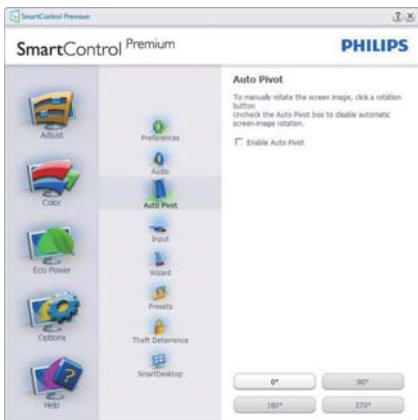 SmartControl Premium
SmartControl Premium
PHILIPS
Adjust
Color
Eco Power
Options
Help
Preferences
Audio
Auto Pivot
Input
Wizard
Presets
Theft Deterrence
SmartDesktop
Auto Pivot
To manually rotate the screen image, click a rotation
button
Uncheck the Auto Pivot box to disable automatic
screen-image rotation.
Enable Auto Pivot
0°
90°
180°
270°